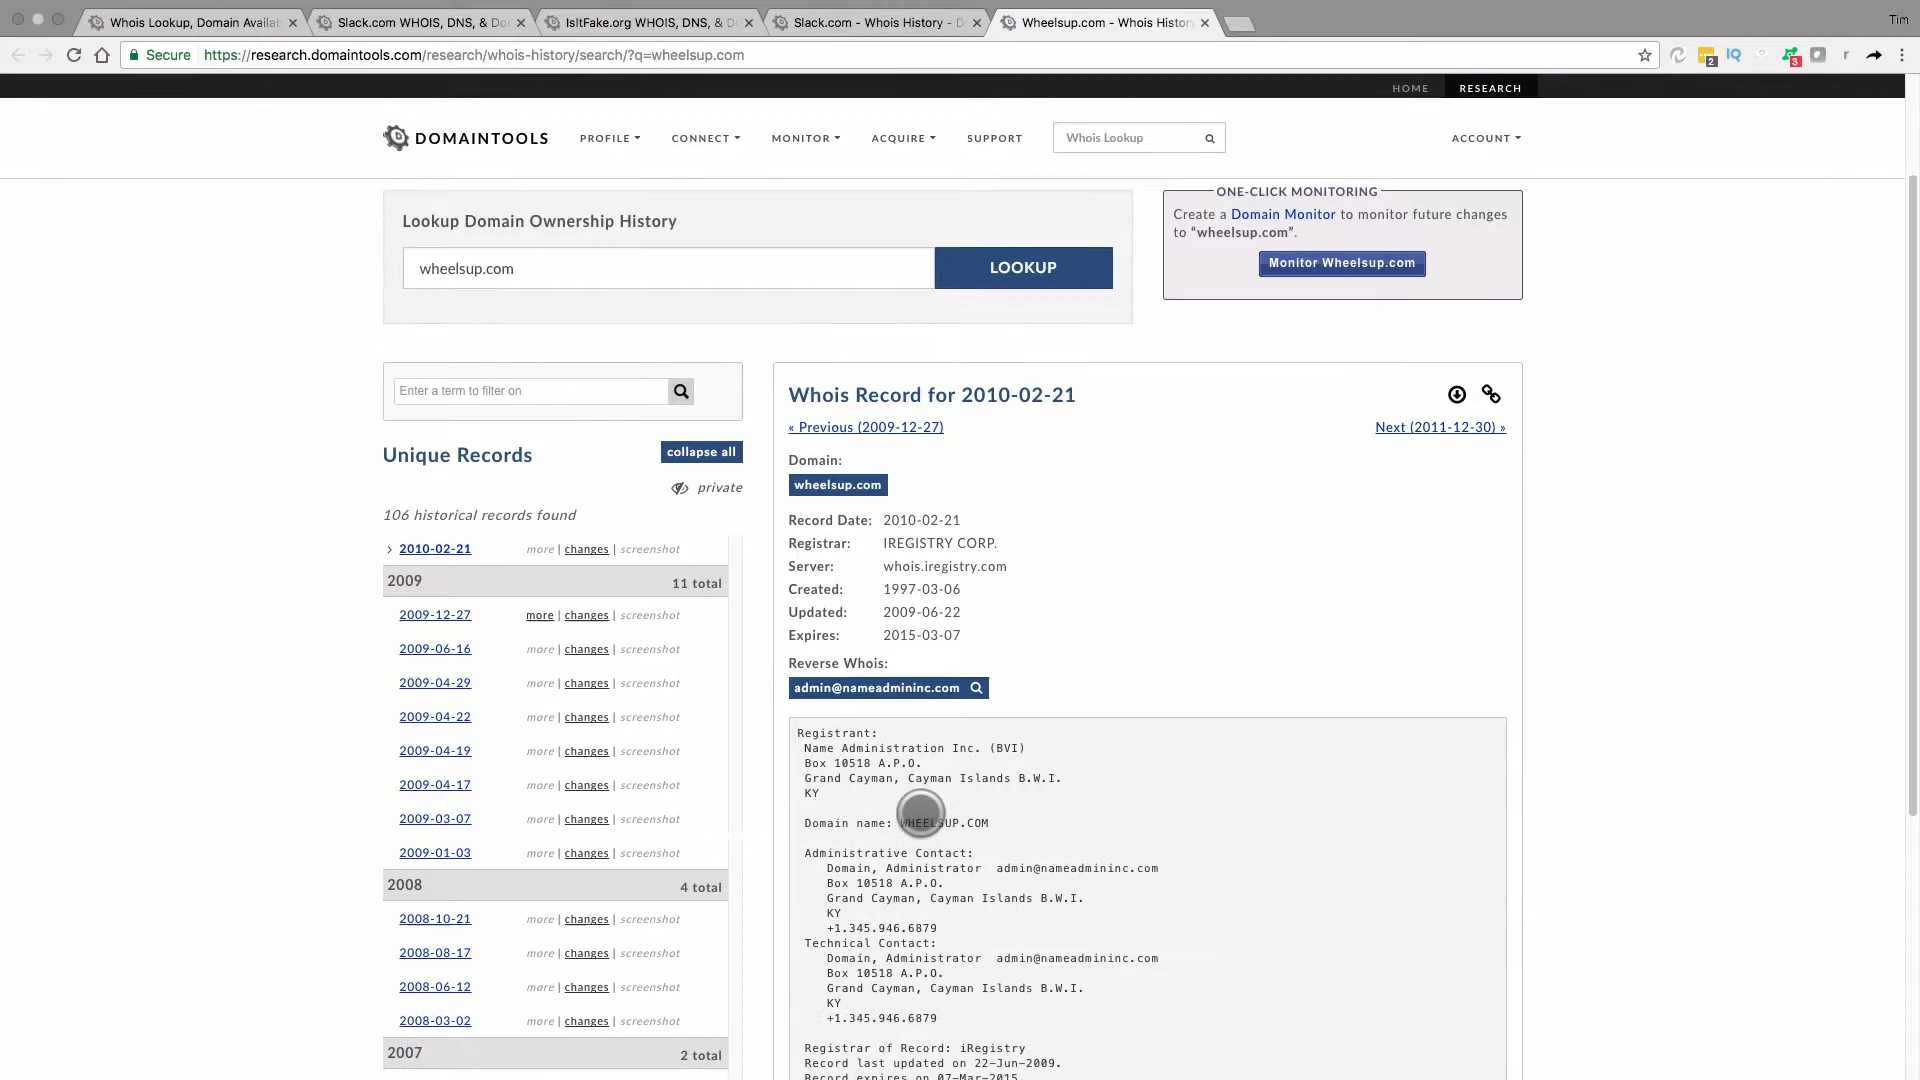 Whois Lookup, Domain Availab
Slack.com WHOIS, DNS, & Dom
IsItFake.org WHOIS, DNS, & Do
Slack.com - Whois History - D
Wheelsup.com - Whois History
Tim
Secure https://research.domaintools.com/research/whois-history/search/?q=wheelsup.com
2
IQ
3
r
HOME RESEARCH
DOMAINTOOLS PROFILE CONNECT MONITOR ACQUIRE SUPPORT Whois Lookup ACCOUNT
Lookup Domain Ownership History
wheelsup.com LOOKUP
ONE-CLICK MONITORING
Create a Domain Monitor to monitor future changes
to “wheelsup.com”.
Monitor Wheelsup.com
Enter a term to filter on
Unique Records collapse all
private
106 historical records found
2010-02-21 more | changes | screenshot
2009 11 total
2009-12-27 more | changes | screenshot
2009-06-16 more | changes | screenshot
2009-04-29 more | changes | screenshot
2009-04-22 more | changes | screenshot
2009-04-19 more | changes | screenshot
2009-04-17 more | changes | screenshot
2009-03-07 more | changes | screenshot
2009-01-03 more | changes | screenshot
2008 4 total
2008-10-21 more | changes | screenshot
2008-08-17 more | changes | screenshot
2008-06-12 more | changes | screenshot
2008-03-02 more | changes | screenshot
2007 2 total
Whois Record for 2010-02-21
« Previous (2009-12-27) Next (2011-12-30) »
Domain:
wheelsup.com
Record Date: 2010-02-21
Registrar: IREGISTRY CORP.
Server: whois.iregistry.com
Created: 1997-03-06
Updated: 2009-06-22
Expires: 2015-03-07
Reverse Whois:
admin@nameadmininc.com
Registrant:
Name Administration Inc. (BVI)
Box 10518 A.P.O.
Grand Cayman, Cayman Islands B.W.I.
KY
Domain name: WHEELSUP.COM
Administrative Contact:
Domain, Administrator admin@nameadmininc.com
Box 10518 A.P.O.
Grand Cayman, Cayman Islands B.W.I.
KY
+1.345.946.6879
Technical Contact:
Domain, Administrator admin@nameadmininc.com
Box 10518 A.P.O.
Grand Cayman, Cayman Islands B.W.I.
KY
+1.345.946.6879
Registrar of Record: iRegistry
Record last updated on 22-Jun-2009.
Record expires on 07-Mar-2015.